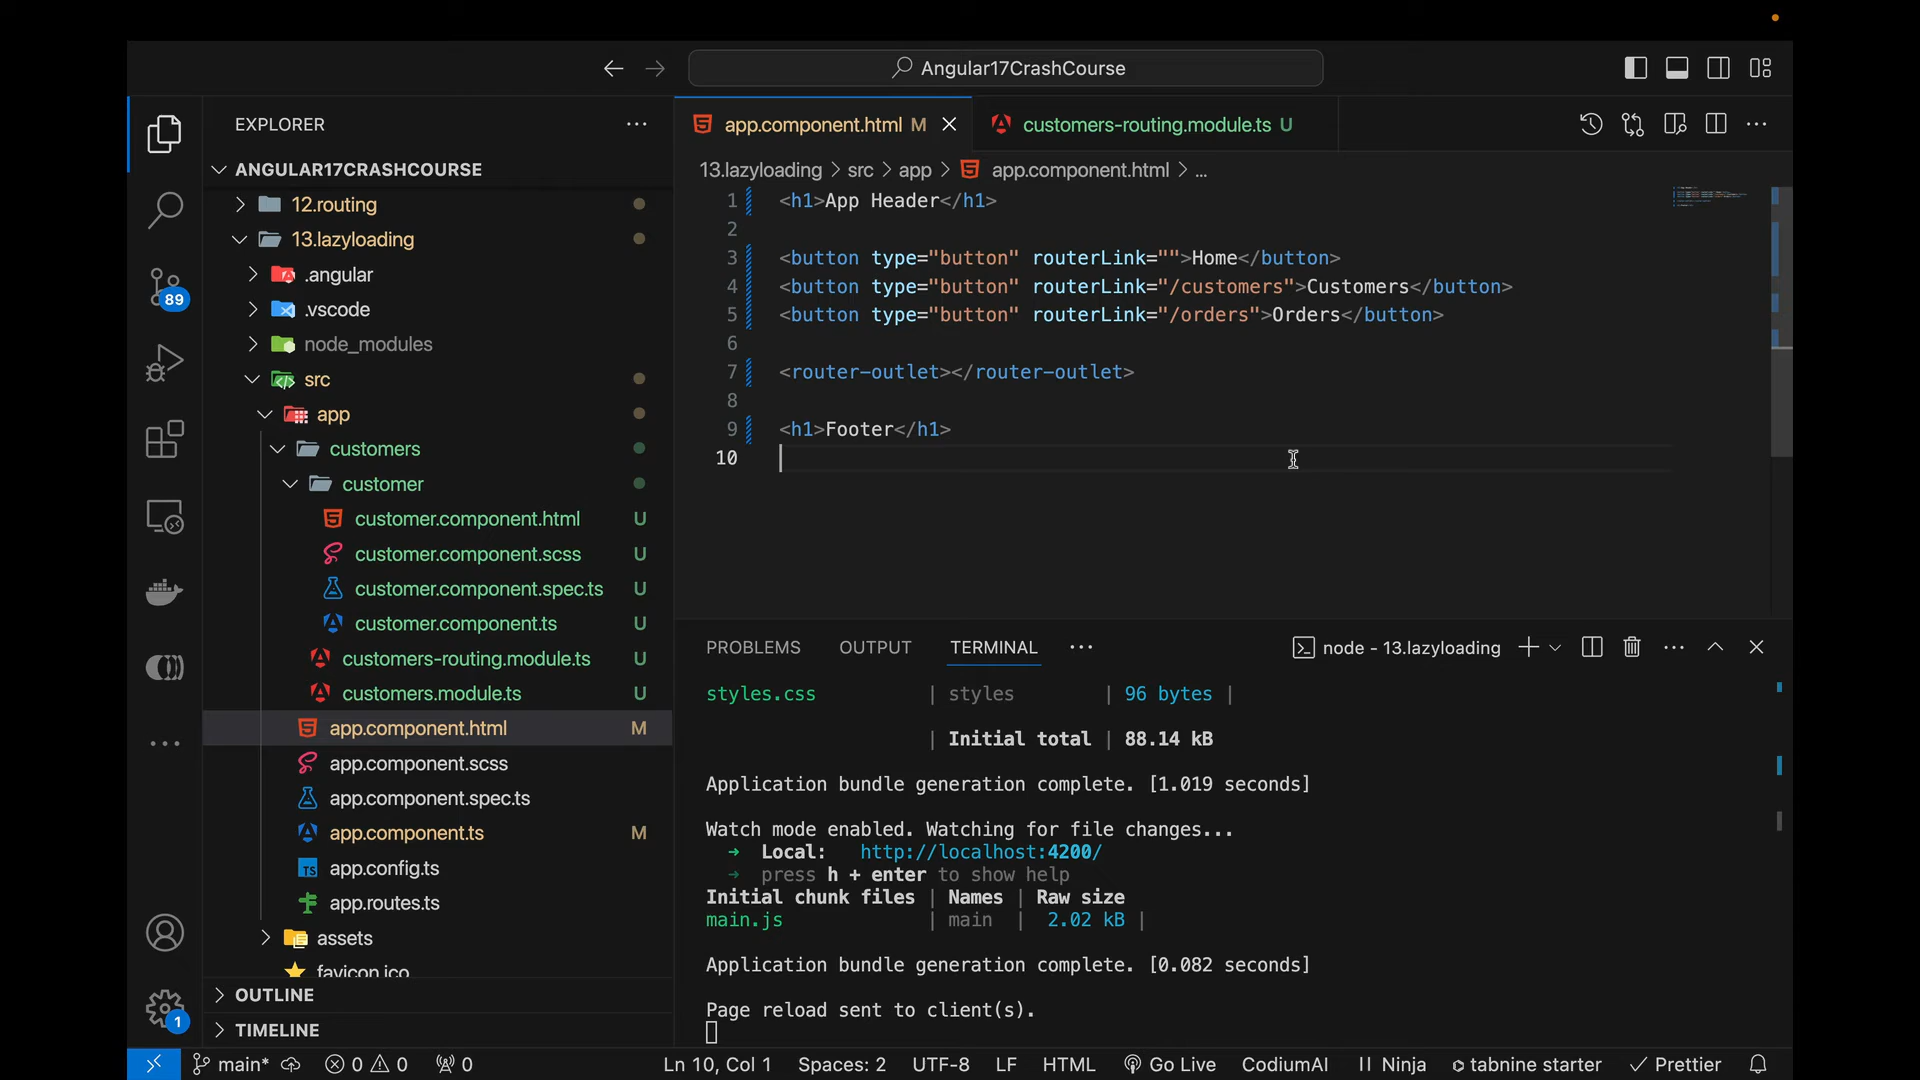 Angular17CrashCourse
EXPLORER
ANGULAR17CRASHCOURSE
12.routing
13.lazyloading
.angular
.vscode
node_modules
src
app
customers
customer
customer.component.html U
customer.component.scss U
customer.component.spec.ts U
customer.component.ts U
customers-routing.module.ts U
customers.module.ts U
app.component.html M
app.component.scss
app.component.spec.ts
app.component.ts M
app.config.ts
app.routes.ts
assets
favicon.ico
OUTLINE
TIMELINE
89
1
app.component.html M
customers-routing.module.ts U
13.lazyloading > src > app > app.component.html > ...
1 <h1>App Header</h1>
2
3 <button type="button" routerLink="">Home</button>
4 <button type="button" routerLink="/customers">Customers</button>
5 <button type="button" routerLink="/orders">Orders</button>
6
7 <router-outlet></router-outlet>
8
9 <h1>Footer</h1>
10
PROBLEMS OUTPUT TERMINAL ... node - 13.lazyloading
styles.css | styles | 96 bytes |
| Initial total | 88.14 kB
Application bundle generation complete. [1.019 seconds]
Watch mode enabled. Watching for file changes...
➜ Local: http://localhost:4200/
➜ press h + enter to show help
Initial chunk files | Names | Raw size
main.js | main | 2.02 kB |
Application bundle generation complete. [0.082 seconds]
Page reload sent to client(s).
main* 0 0 0 Ln 10, Col 1 Spaces: 2 UTF-8 LF HTML Go Live CodiumAI Ninja tabnine starter Prettier